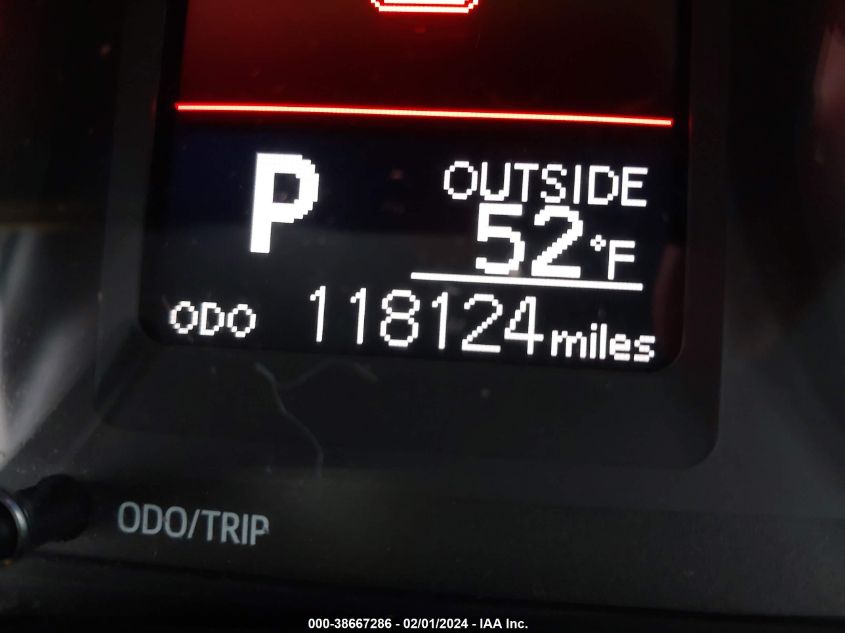 P
OUTSIDE
52°F
ODO 118124 miles
ODO/TRIP
000-38667286 - 02/01/2024 - IAA Inc.